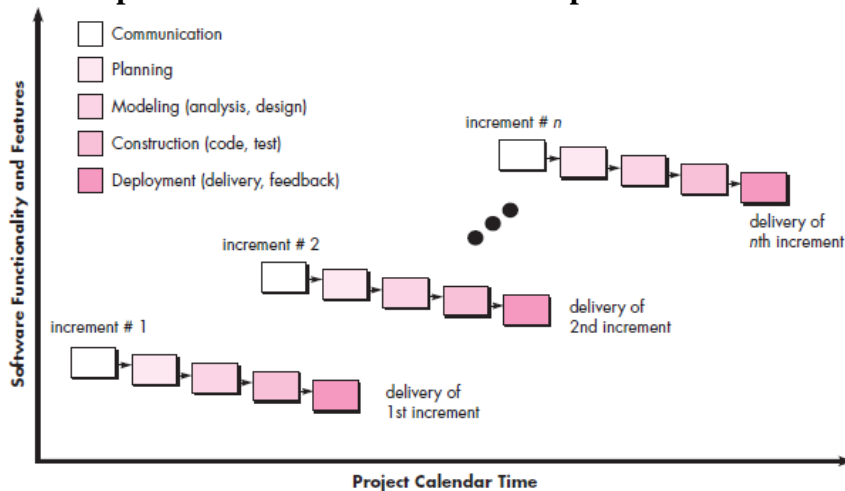 Communication
Planning
Modeling (analysis, design)
Construction (code, test)
Deployment (delivery, feedback)
increment # n
delivery of
nth increment
increment # 2
delivery of
2nd increment
increment # 1
delivery of
1st increment
Software Functionality and Features
Project Calendar Time